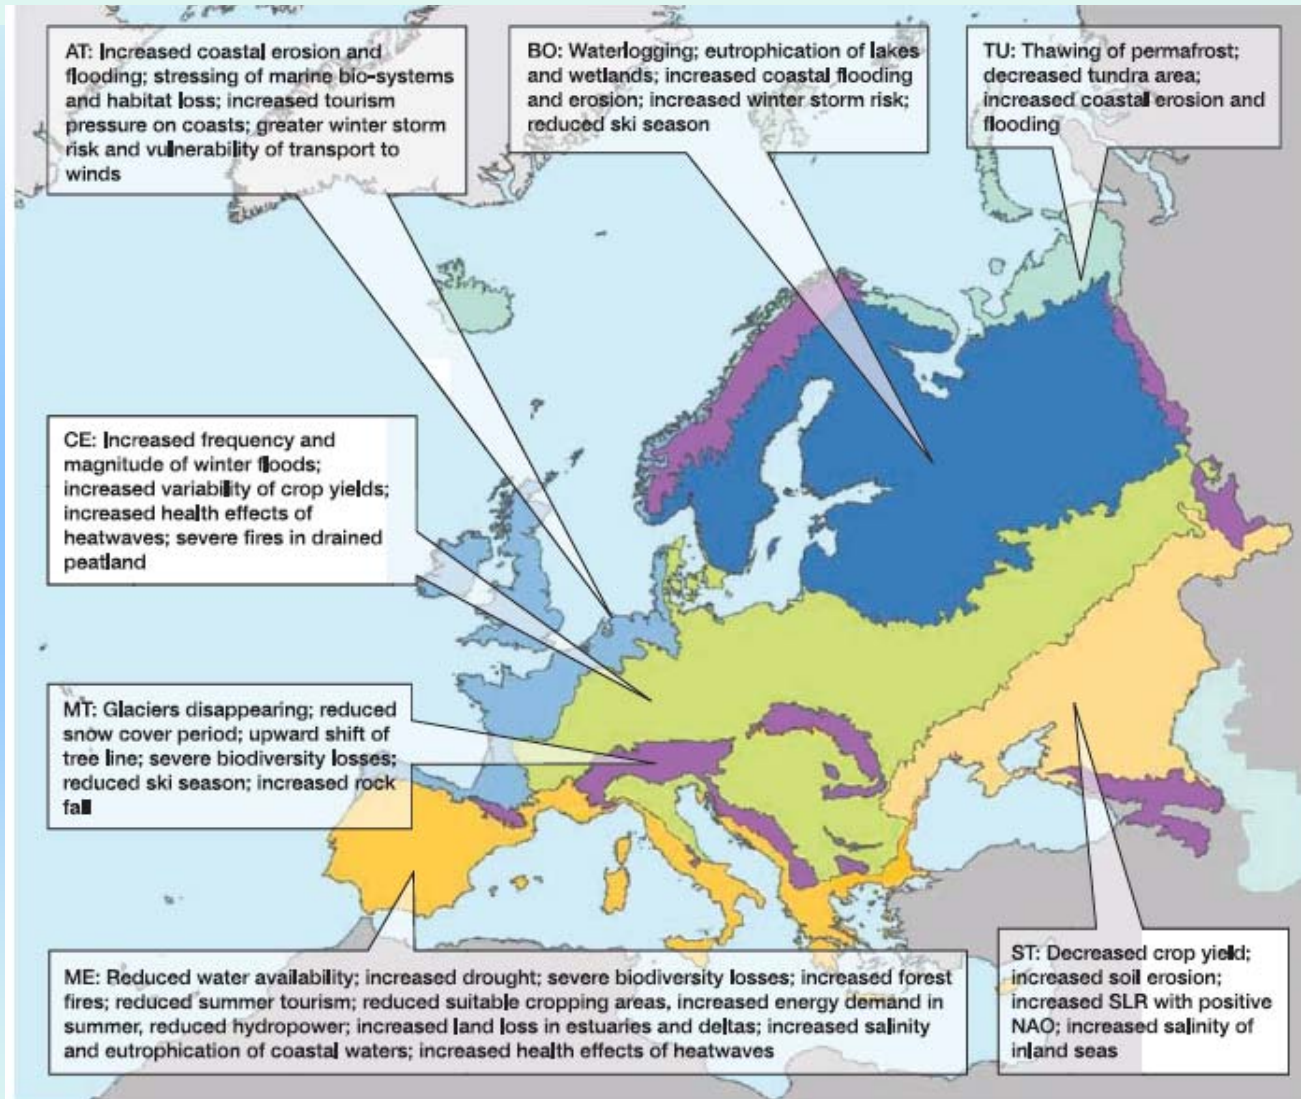 AT: Increased coastal erosion and
flooding; stressing of marine bio-systems
and habitat loss; increased tourism
pressure on coasts; greater winter storm
risk and vulnerability of transport to
winds
BO: Waterlogging; eutrophication of lakes
and wetlands; increased coastal flooding
and erosion; increased winter storm risk;
reduced ski season
TU: Thawing of permafrost;
decreased tundra area;
increased coastal erosion and
flooding
CE: Increased frequency and
magnitude of winter floods;
increased variability of crop yields;
increased health effects of
heatwaves; severe fires in drained
peatland
MT: Glaciers disappearing; reduced
snow cover period; upward shift of
tree line; severe biodiversity losses;
reduced ski season; increased rock
fall
ME: Reduced water availability; increased drought; severe biodiversity losses; increased forest
fires; reduced summer tourism; reduced suitable cropping areas, increased energy demand in
summer, reduced hydropower; increased land loss in estuaries and deltas; increased salinity
and eutrophication of coastal waters; increased health effects of heatwaves
ST: Decreased crop yield;
increased soil erosion;
increased SLR with positive
NAO; increased salinity of
inland seas